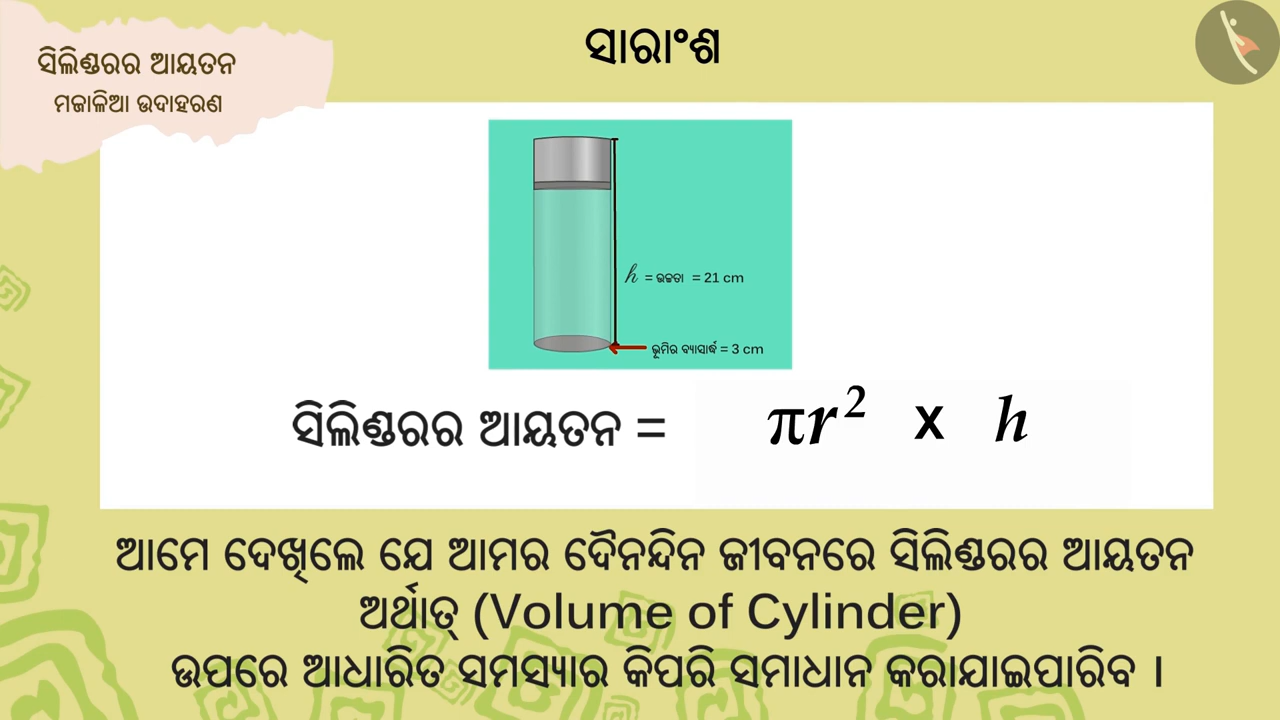 ସାରାଂଶ
ସିଲିଣ୍ଡରର ଆୟତନ
ମଜାଳିଆ ଉଦାହରଣ
h = ଉଚ୍ଚତା = 21 cm
ଭୂମିର ବ୍ୟାସାର୍ଦ୍ଧ = 3 cm
ସିଲିଣ୍ଡରର ଆୟତନ = πr² x h
ଆମେ ଦେଖିଲେ ଯେ ଆମର ଦୈନନ୍ଦିନ ଜୀବନରେ ସିଲିଣ୍ଡରର ଆୟତନ
ଅର୍ଥାତ୍ (Volume of Cylinder)
ଉପରେ ଆଧାରିତ ସମସ୍ୟାର କିପରି ସମାଧାନ କରାଯାଇପାରିବ ।